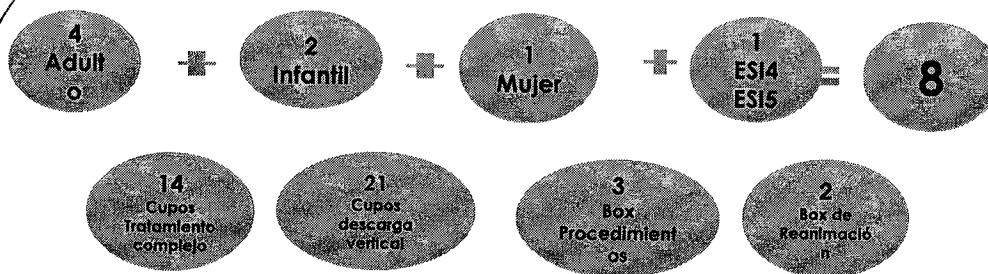 4
Adult
o
+
2
Infantil
+
1
Mujer
+
1
ESI4
ESI5
=
8
14
Cupos
Tratamiento
complejo
21
Cupos
descarga
vertical
3
Box
Procedimient
os
2
Box de
Reanimació
n